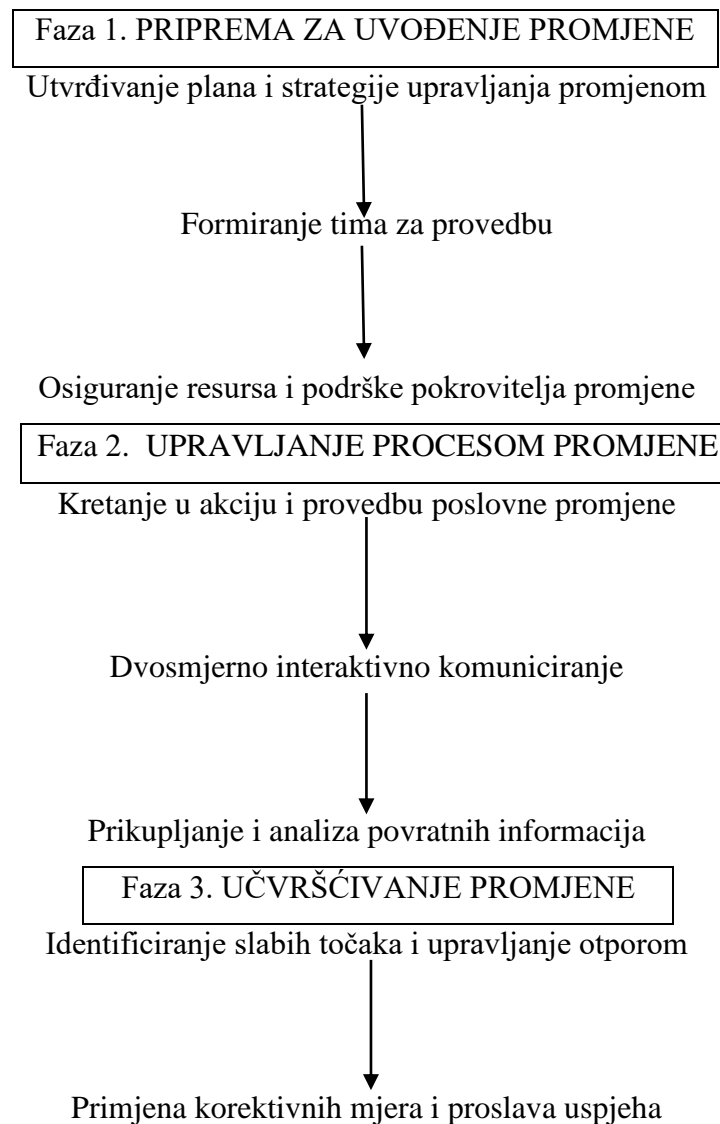 Faza 1. PRIPREMA ZA UVOĐENJE PROMJENE
Utvrđivanje plana i strategije upravljanja promjenom
Formiranje tima za provedbu
Osiguranje resursa i podrške pokrovitelja promjene
Faza 2. UPRAVLJANJE PROCESOM PROMJENE
Kretanje u akciju i provedbu poslovne promjene
Dvosmjerno interaktivno komuniciranje
Prikupljanje i analiza povratnih informacija
Faza 3. UČVRŠĆIVANJE PROMJENE
Identificiranje slabih točaka i upravljanje otporom
Primjena korektivnih mjera i proslava uspjeha